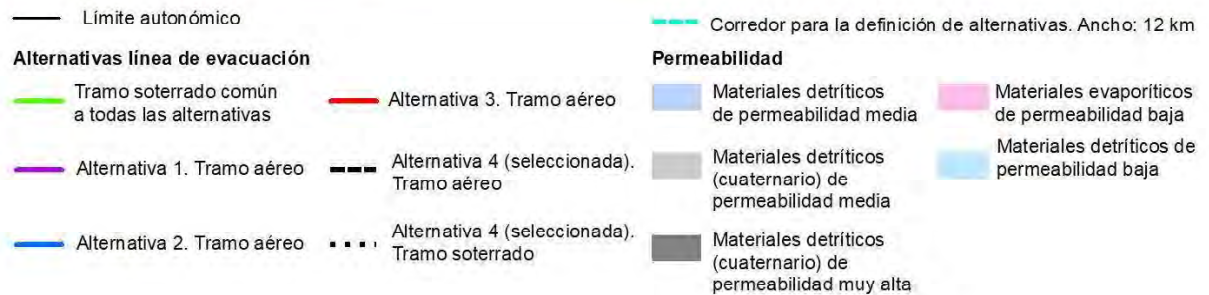 Límite autonómico
Alternativas línea de evacuación
Tramo soterrado común
a todas las alternativas
Alternativa 1. Tramo aéreo
Alternativa 2. Tramo aéreo
Alternativa 3. Tramo aéreo
Alternativa 4 (seleccionada).
Tramo aéreo
Alternativa 4 (seleccionada).
Tramo soterrado
Corredor para la definición de alternativas. Ancho: 12 km
Permeabilidad
Materiales detríticos
de permeabilidad media
Materiales detríticos
(cuaternario) de
permeabilidad media
Materiales detríticos
(cuaternario) de
permeabilidad muy alta
Materiales evaporíticos
de permeabilidad baja
Materiales detríticos de
permeabilidad baja